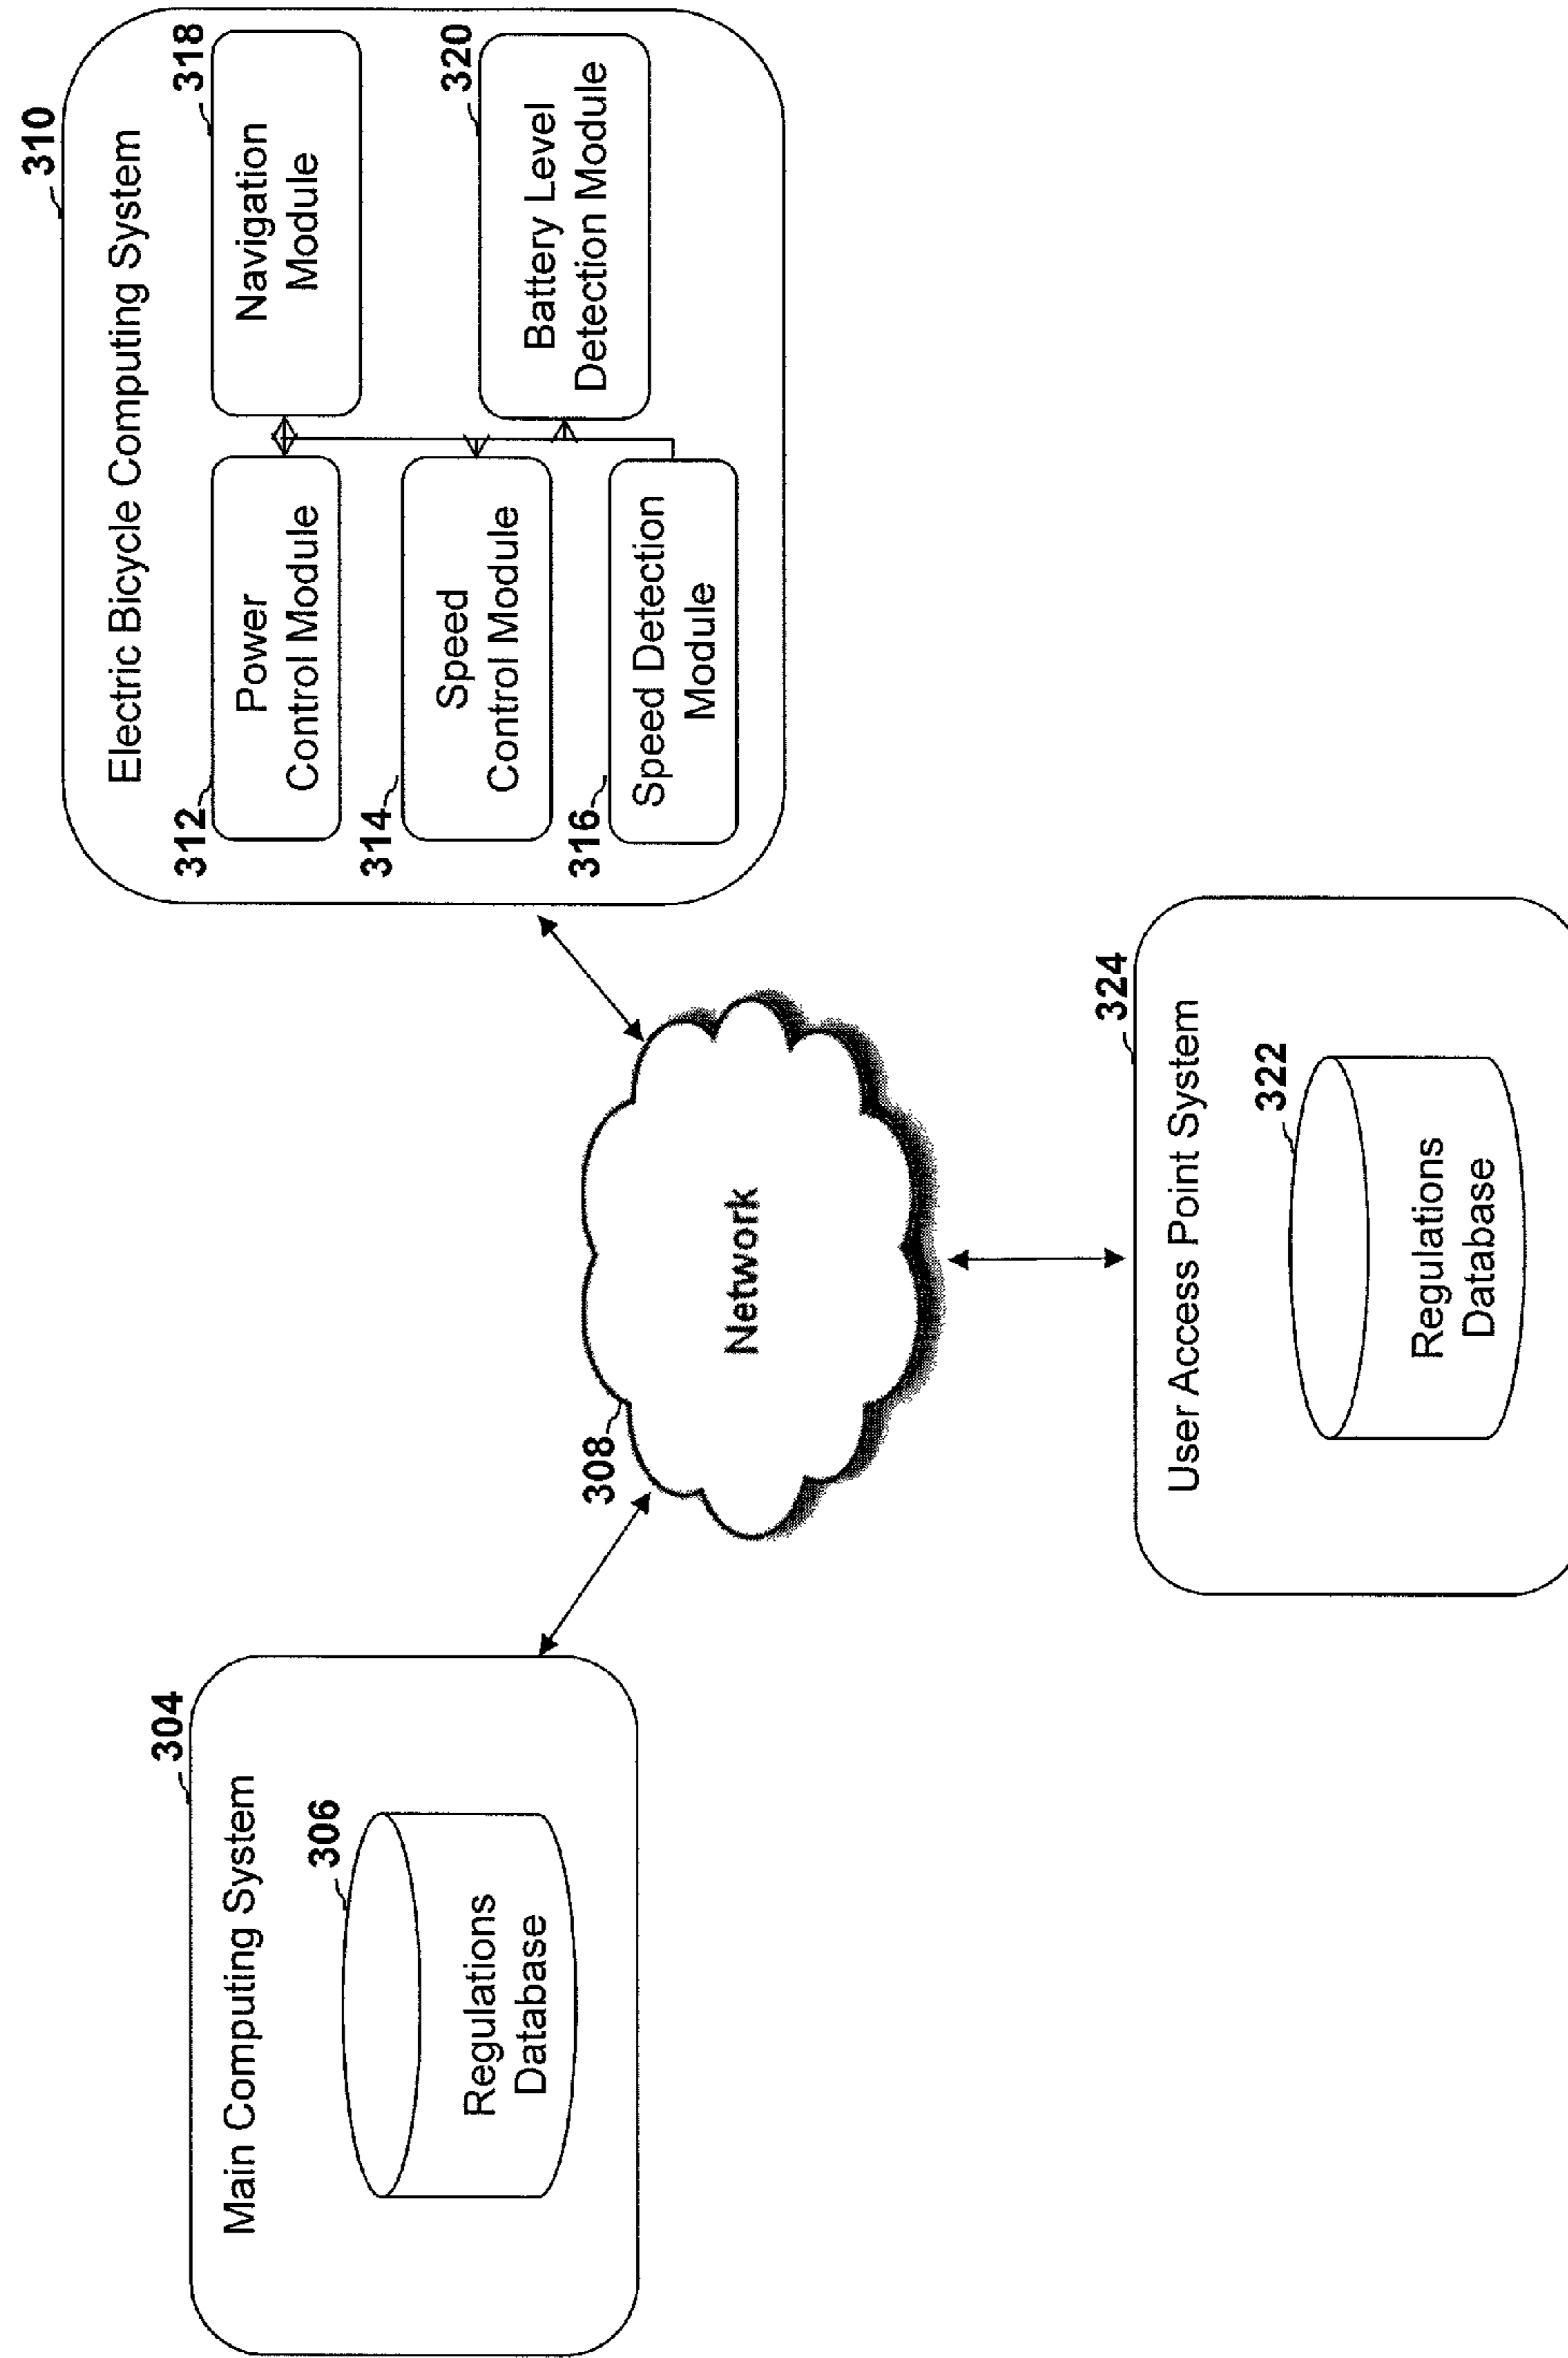 304
Main Computing System
306
Regulations
Database
308
Network
310
Electric Bicycle Computing System
312
Power
Control Module
318
Navigation
Module
314
Speed
Control Module
320
Battery Level
Detection Module
316
Speed Detection
Module
324
User Access Point System
322
Regulations
Database